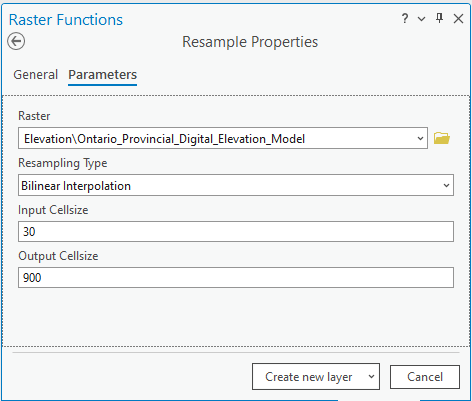 Raster Functions ?
Resample Properties
General Parameters
Raster
Elevation\Ontario_Provincial_Digital_Elevation_Model
Resampling Type
Bilinear Interpolation
Input Cellsize
30
Output Cellsize
900
Create new layer Cancel